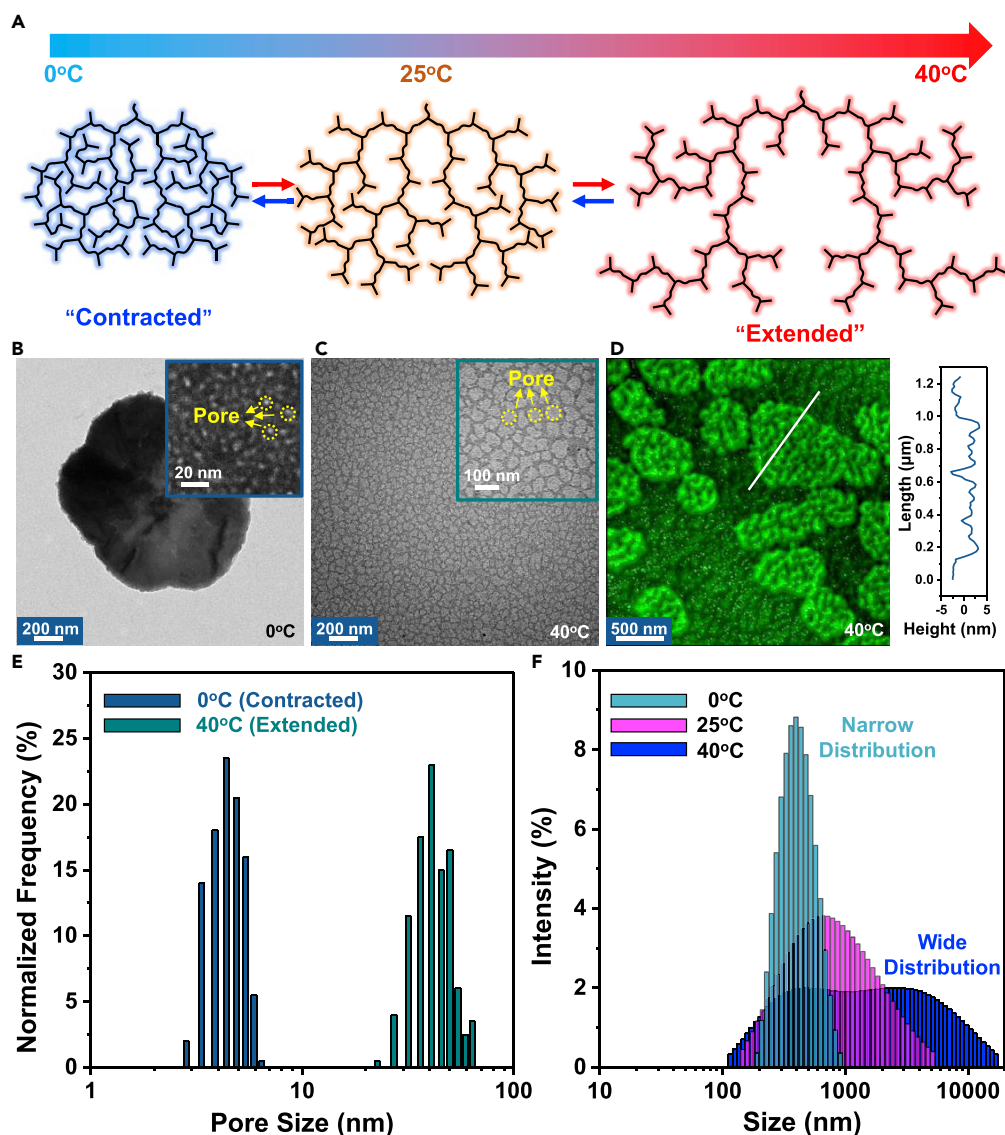 A
0°C
25°C
40°C
“Contracted”
“Extended”
B
Pore
20 nm
200 nm
0°C
C
Pore
100 nm
200 nm
40°C
D
500 nm
40°C
Length (µm)
1.2
1.0
0.8
0.6
0.4
0.2
0.0
-5 0 5 10
Height (nm)
E
Normalized Frequency (%)
30
25
20
15
10
5
0
0°C (Contracted)
40°C (Extended)
1 10 100
Pore Size (nm)
F
Intensity (%)
10
8
6
4
2
0
0°C
25°C
40°C
Narrow
Distribution
Wide
Distribution
10 100 1000 10000
Size (nm)